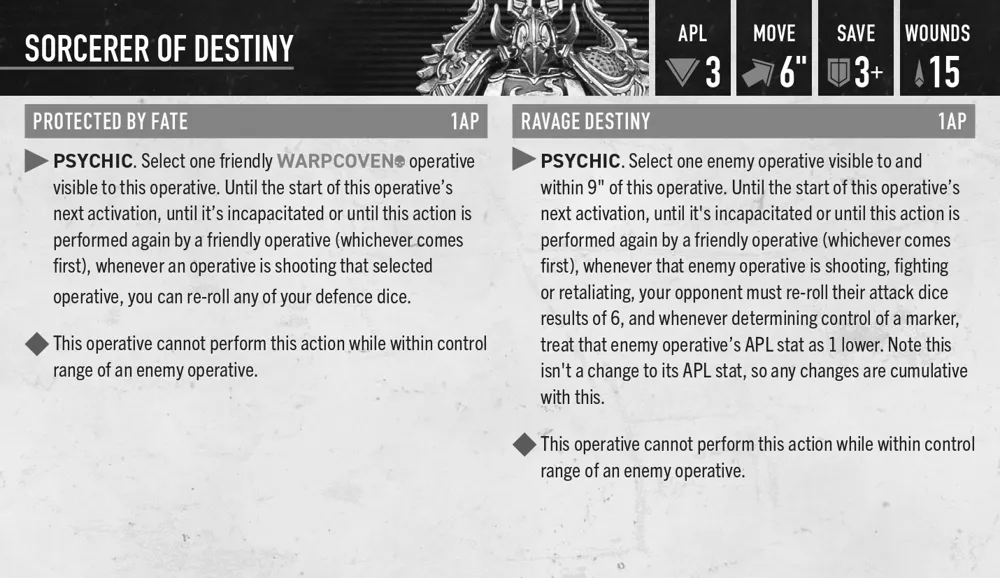 SORCERER OF DESTINY
APL MOVE SAVE WOUNDS
3 6" 3+ 15
PROTECTED BY FATE 1AP
PSYCHIC. Select one friendly WARPCOVEN operative
visible to this operative. Until the start of this operative’s
next activation, until it’s incapacitated or until this action is
performed again by a friendly operative (whichever comes
first), whenever an operative is shooting that selected
operative, you can re-roll any of your defence dice.
This operative cannot perform this action while within control
range of an enemy operative.
RAVAGE DESTINY 1AP
PSYCHIC. Select one enemy operative visible to and
within 9" of this operative. Until the start of this operative’s
next activation, until it's incapacitated or until this action is
performed again by a friendly operative (whichever comes
first), whenever that enemy operative is shooting, fighting
or retaliating, your opponent must re-roll their attack dice
results of 6, and whenever determining control of a marker,
treat that enemy operative’s APL stat as 1 lower. Note this
isn't a change to its APL stat, so any changes are cumulative
with this.
This operative cannot perform this action while within control
range of an enemy operative.